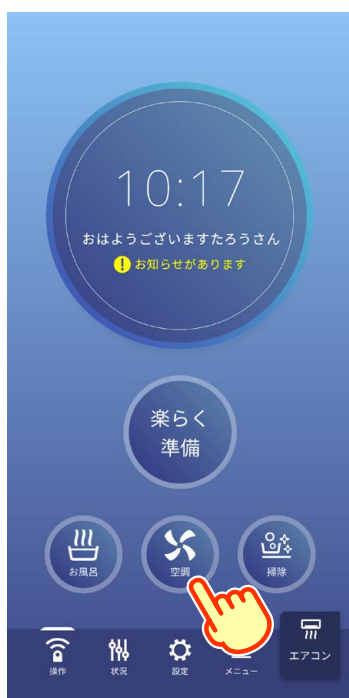 10:17
おはようございますたろうさん
! お知らせがあります
楽らく
準備
お風呂
空調
掃除
操作
状況
設定
メニュー
エアコン